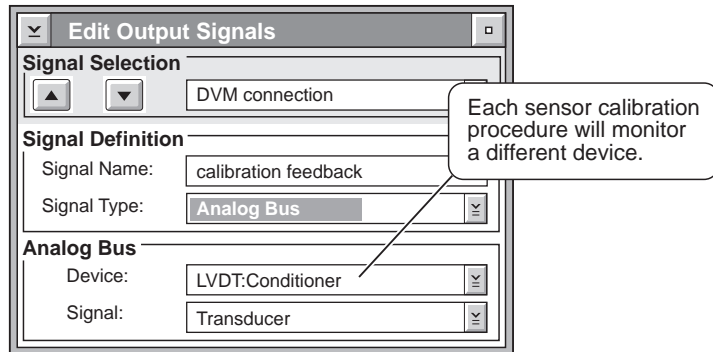 Edit Output Signals
Signal Selection
DVM connection
Each sensor calibration
procedure will monitor
a different device.
Signal Definition
Signal Name: calibration feedback
Signal Type: Analog Bus
Analog Bus
Device: LVDT:Conditioner
Signal: Transducer